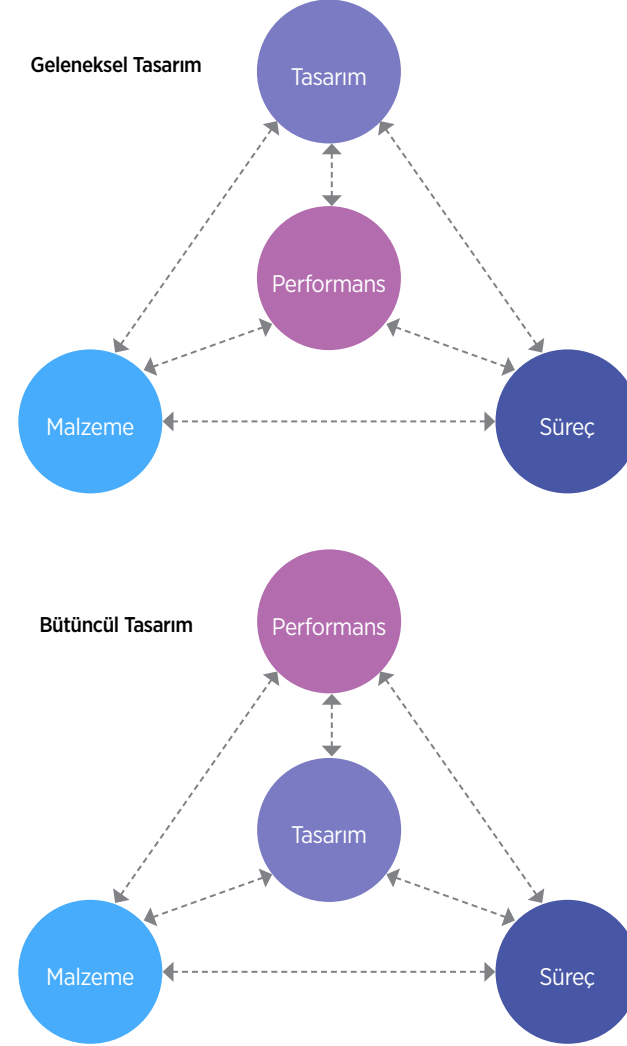 Geleneksel Tasarım
Tasarım
Performans
Malzeme
Süreç
Bütüncül Tasarım
Performans
Tasarım
Malzeme
Süreç